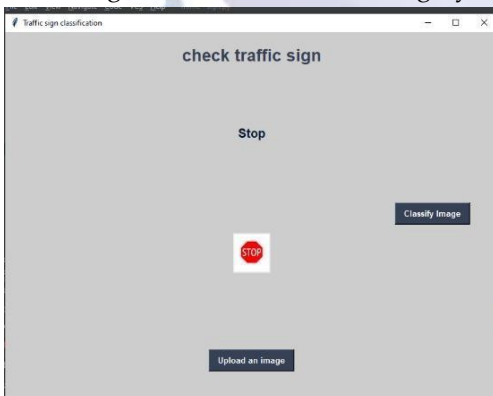 Traffic sign classification
check traffic sign
Stop
Classify Image
STOP
Upload an image